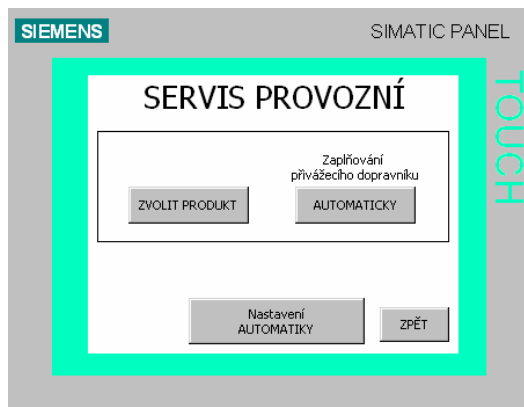 SIEMENS
SIMATIC PANEL
TOUCH
SERVIS PROVOZNÍ
Zaplňování
přivážecího dopravníku
ZVOLIT PRODUKT
AUTOMATICKY
Nastavení
AUTOMATIKY
ZPĚT